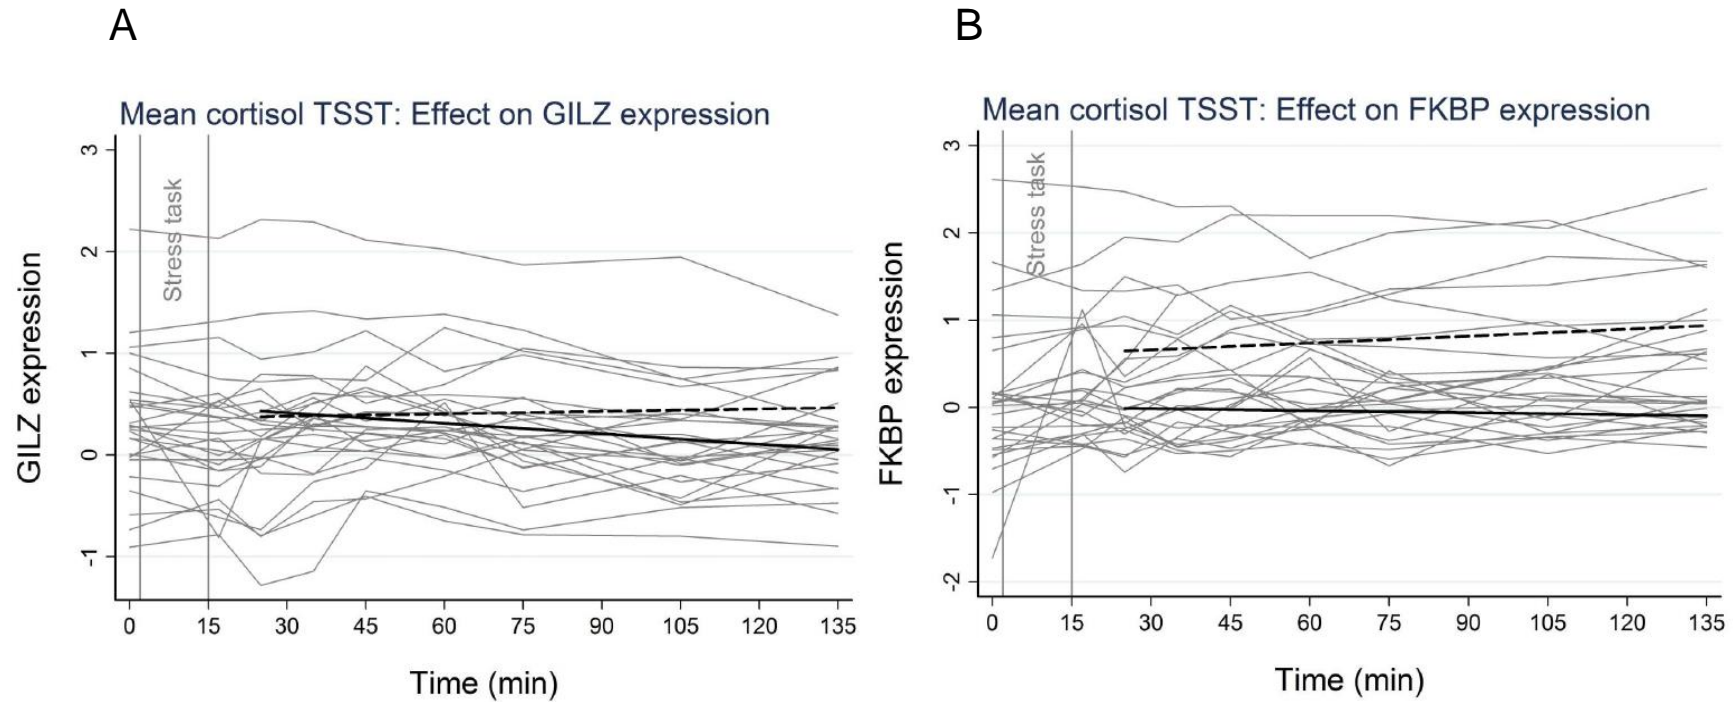 A
B
Mean cortisol TSST: Effect on GILZ expression
Mean cortisol TSST: Effect on FKBP expression
GILZ expression
3
2
1
0
-1
Stress task
0 15 30 45 60 75 90 105 120 135
Time (min)
FKBP expression
3
2
1
0
-1
-2
Stress task
0 15 30 45 60 75 90 105 120 135
Time (min)